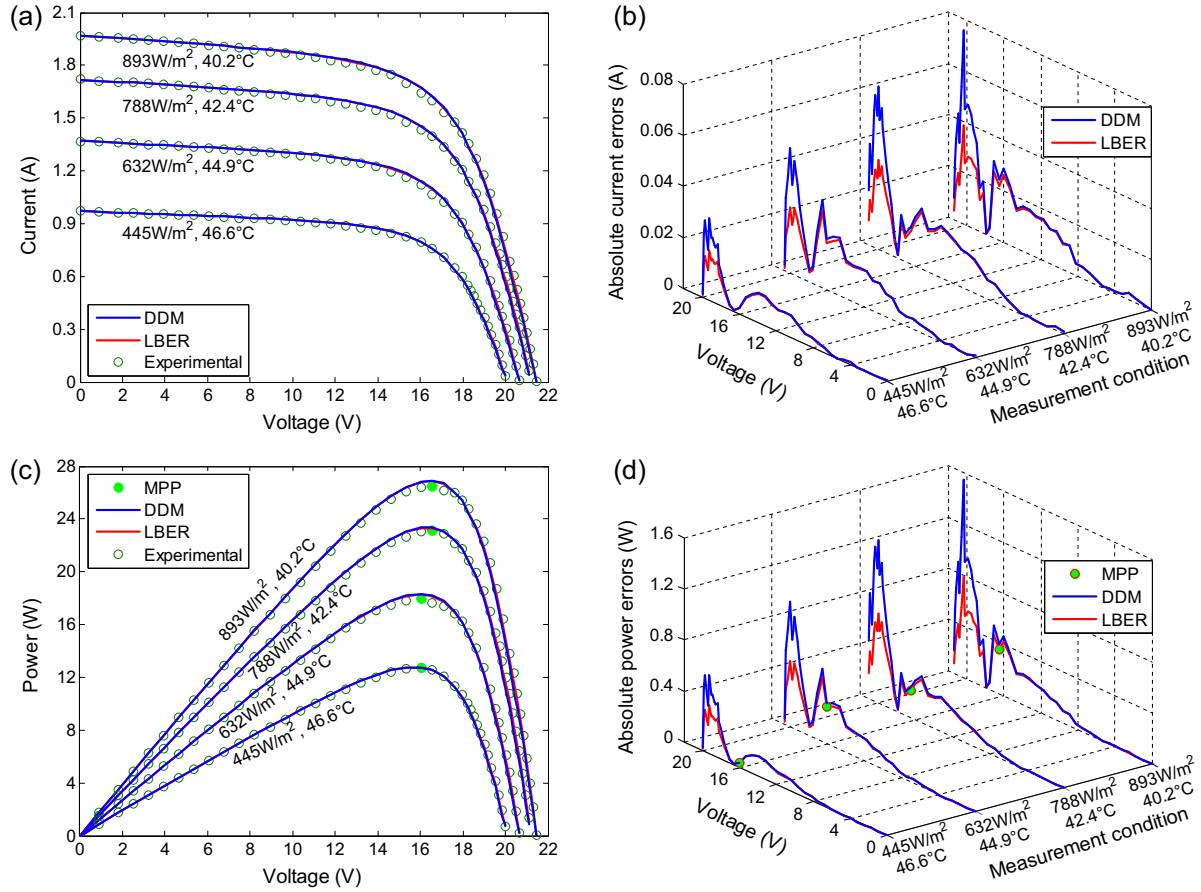 (a)
2.1
1.8
1.5
1.2
0.9
0.6
0.3
0
Current (A)
893W/m2, 40.2°C
788W/m2, 42.4°C
632W/m2, 44.9°C
445W/m2, 46.6°C
DDM
LBER
Experimental
0 2 4 6 8 10 12 14 16 18 20 22
Voltage (V)
(b)
0.08
0.06
0.04
0.02
0
Absolute current errors (A)
DDM
LBER
20
16
12
8
4
0
Voltage (V)
445W/m2
46.6°C
632W/m2
44.9°C
788W/m2
42.4°C
893W/m2
40.2°C
Measurement condition
(c)
28
24
20
16
12
8
4
0
Power (W)
MPP
DDM
LBER
Experimental
893W/m2, 40.2°C
788W/m2, 42.4°C
632W/m2, 44.9°C
445W/m2, 46.6°C
0 2 4 6 8 10 12 14 16 18 20 22
Voltage (V)
(d)
1.6
1.2
0.8
0.4
0
Absolute power errors (W)
MPP
DDM
LBER
20
16
12
8
4
0
Voltage (V)
445W/m2
46.6°C
632W/m2
44.9°C
788W/m2
42.4°C
893W/m2
40.2°C
Measurement condition